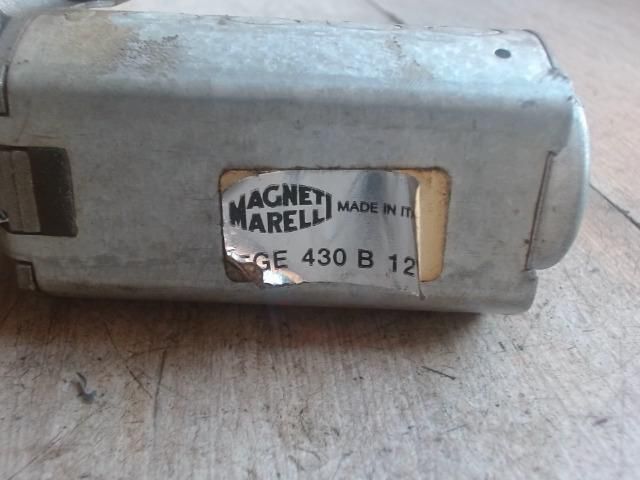 MAGNETI
MARELLI
MADE IN IT
GE 430 B 12